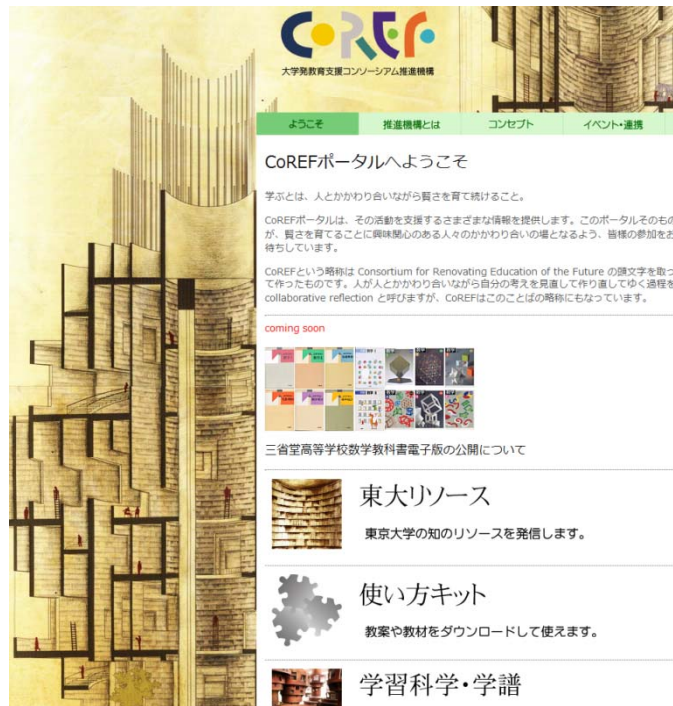 CoREF
大学発教育支援コンソーシアム推進機構
ようこそ 推進機構とは コンセプト イベント・連携
CoREFポータルへようこそ
学ぶとは、人とかかわり合いながら賢さを育て続けること。
CoREFポータルは、その活動を支援するさまざまな情報を提供します。このポータルそのもの
が、賢さを育てることに興味関心のある人々のかかわり合いの場となるよう、皆様の参加をお
待ちしています。
CoREFという略称は Consortium for Renovating Education of the Future の頭文字を取っ
て作ったものです。人が人とかかわり合いながら自分の考えを見直して作り直してゆく過程を
collaborative reflection と呼びますが、CoREFはこのことばの略称にもなっています。
coming soon
三省堂高等学校数学教科書電子版の公開について
東大リソース
東京大学の知のリソースを発信します。
使い方キット
教案や教材をダウンロードして使えます。
学習科学・学譜